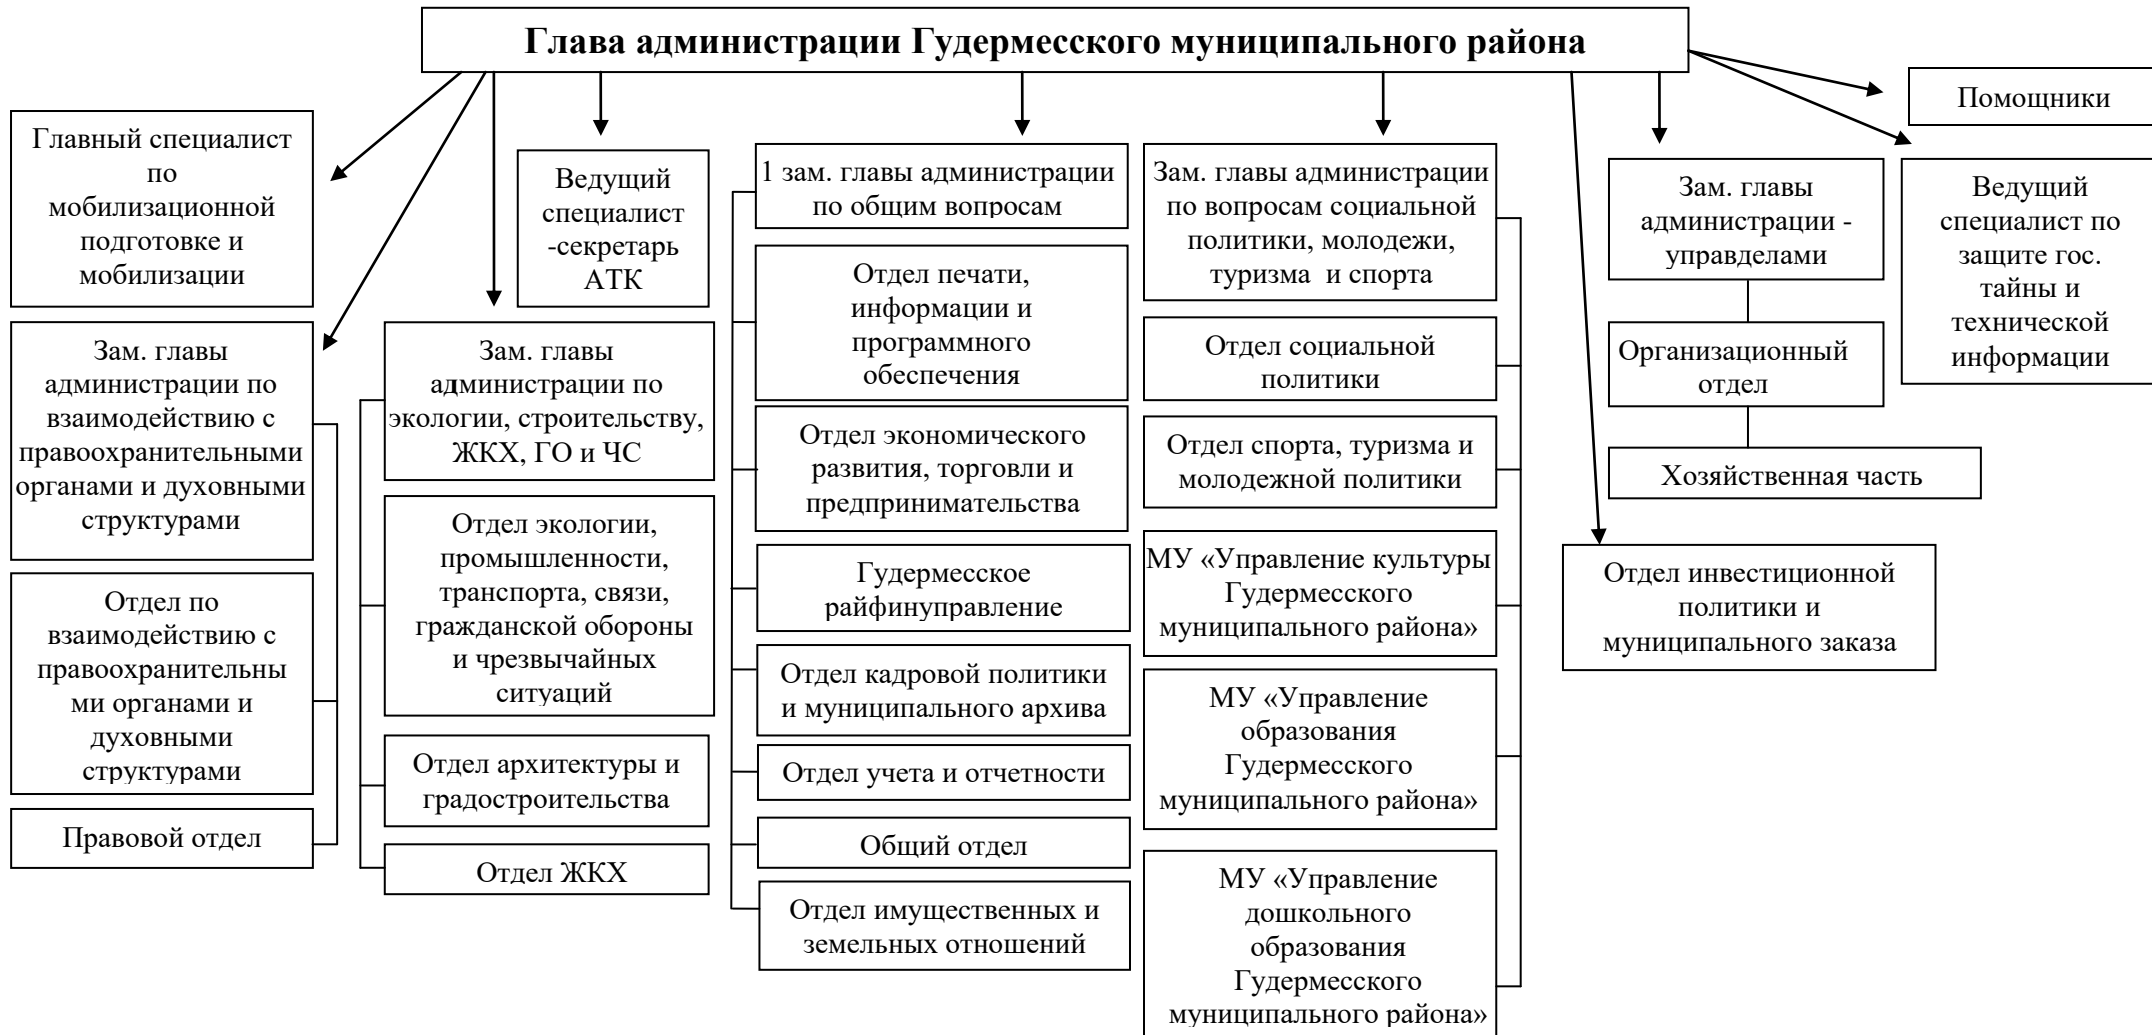 Глава администрации Гудермесского муниципального района
Помощники
Главный специалист
по
мобилизационной
подготовке и
мобилизации
Ведущий
специалист
-секретарь
АТК
1 зам. главы администрации
по общим вопросам
Зам. главы администрации
по вопросам социальной
политики, молодежи,
туризма и спорта
Зам. главы
администрации -
управделами
Ведущий
специалист по
защите гос.
тайны и
технической
информации
Зам. главы
администрации по
взаимодействию с
правоохранительными
органами и духовными
структурами
Отдел по
взаимодействию с
правоохранительны
ми органами и
духовными
структурами
Правовой отдел
Зам. главы
администрации по
экологии, строительству,
ЖКХ, ГО и ЧС
Отдел экологии,
промышленности,
транспорта, связи,
гражданской обороны
и чрезвычайных
ситуаций
Отдел архитектуры и
градостроительства
Отдел ЖКХ
Отдел печати,
информации и
программного
обеспечения
Отдел экономического
развития, торговли и
предпринимательства
Гудермесское
райфинуправление
Отдел кадровой политики
и муниципального архива
Отдел учета и отчетности
Общий отдел
Отдел имущественных и
земельных отношений
Отдел социальной
политики
Отдел спорта, туризма и
молодежной политики
МУ «Управление культуры
Гудермесского
муниципального района»
МУ «Управление
образования
Гудермесского
муниципального района»
МУ «Управление
дошкольного
образования
Гудермесского
муниципального района»
Организационный
отдел
Хозяйственная часть
Отдел инвестиционной
политики и
муниципального заказа